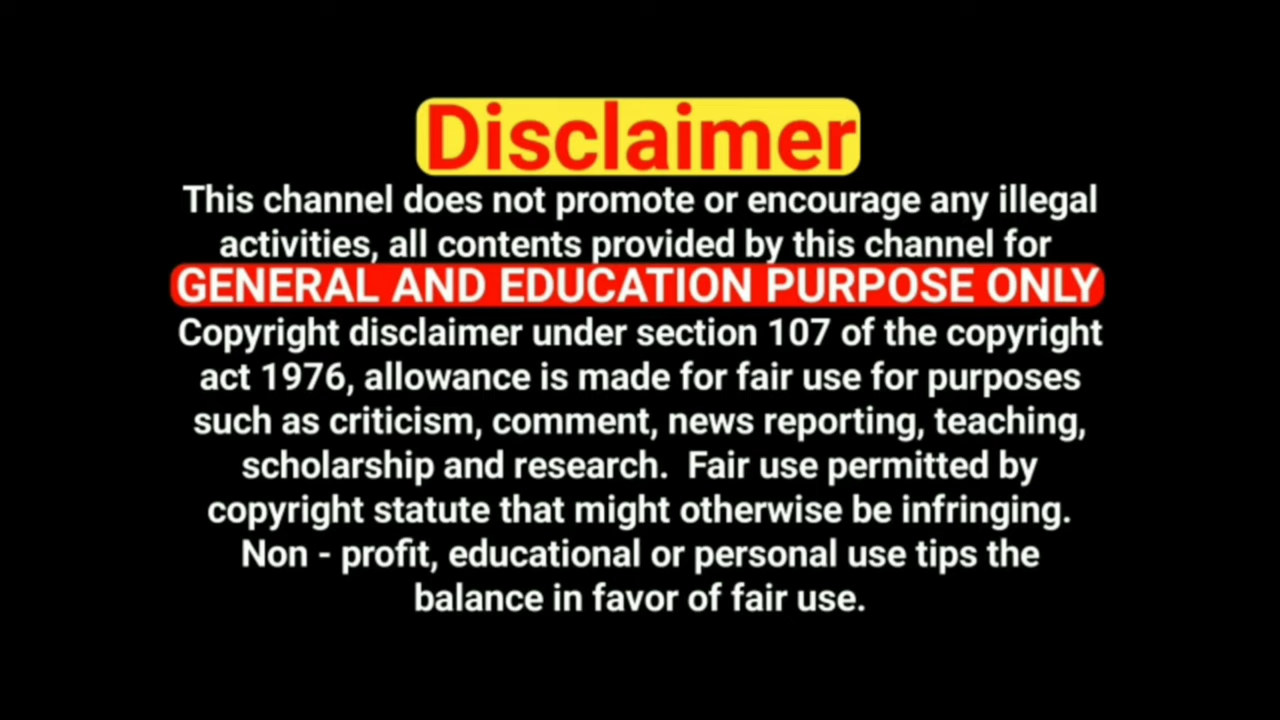 Disclaimer
This channel does not promote or encourage any illegal
activities, all contents provided by this channel for
GENERAL AND EDUCATION PURPOSE ONLY
Copyright disclaimer under section 107 of the copyright
act 1976, allowance is made for fair use for purposes
such as criticism, comment, news reporting, teaching,
scholarship and research. Fair use permitted by
copyright statute that might otherwise be infringing.
Non - profit, educational or personal use tips the
balance in favor of fair use.